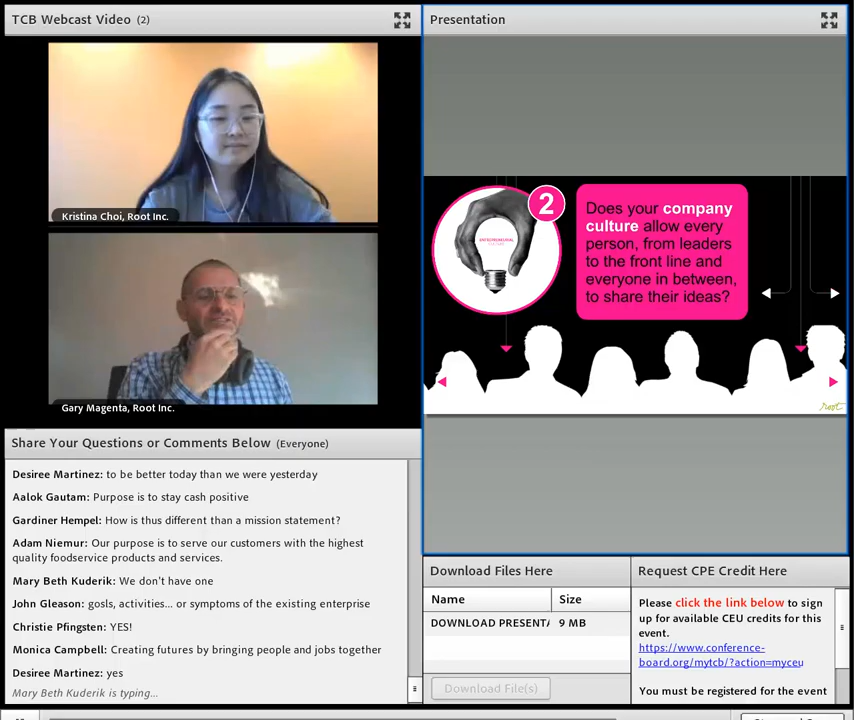 TCB Webcast Video (2)
Kristina Choi, Root Inc.
Gary Magenta, Root Inc.
Share Your Questions or Comments Below (Everyone)
Desiree Martinez: to be better today than we were yesterday
Aalok Gautam: Purpose is to stay cash positive
Gardiner Hempel: How is thus different than a mission statement?
Adam Niemur: Our purpose is to serve our customers with the highest
quality foodservice products and services.
Mary Beth Kuderik: We don't have one
John Gleason: gosls, activities... or symptoms of the existing enterprise
Christie Pfingsten: YES!
Monica Campbell: Creating futures by bringing people and jobs together
Desiree Martinez: yes
Mary Beth Kuderik is typing...
Presentation
2
Does your company
culture allow every
person, from leaders
to the front line and
everyone in between,
to share their ideas?
root
Download Files Here
Name Size
DOWNLOAD PRESENTA 9 MB
Download File(s)
Request CPE Credit Here
Please click the link below to sign
up for available CEU credits for this
event.
https://www.conference-
board.org/mytcb/?action=myceu
You must be registered for the event